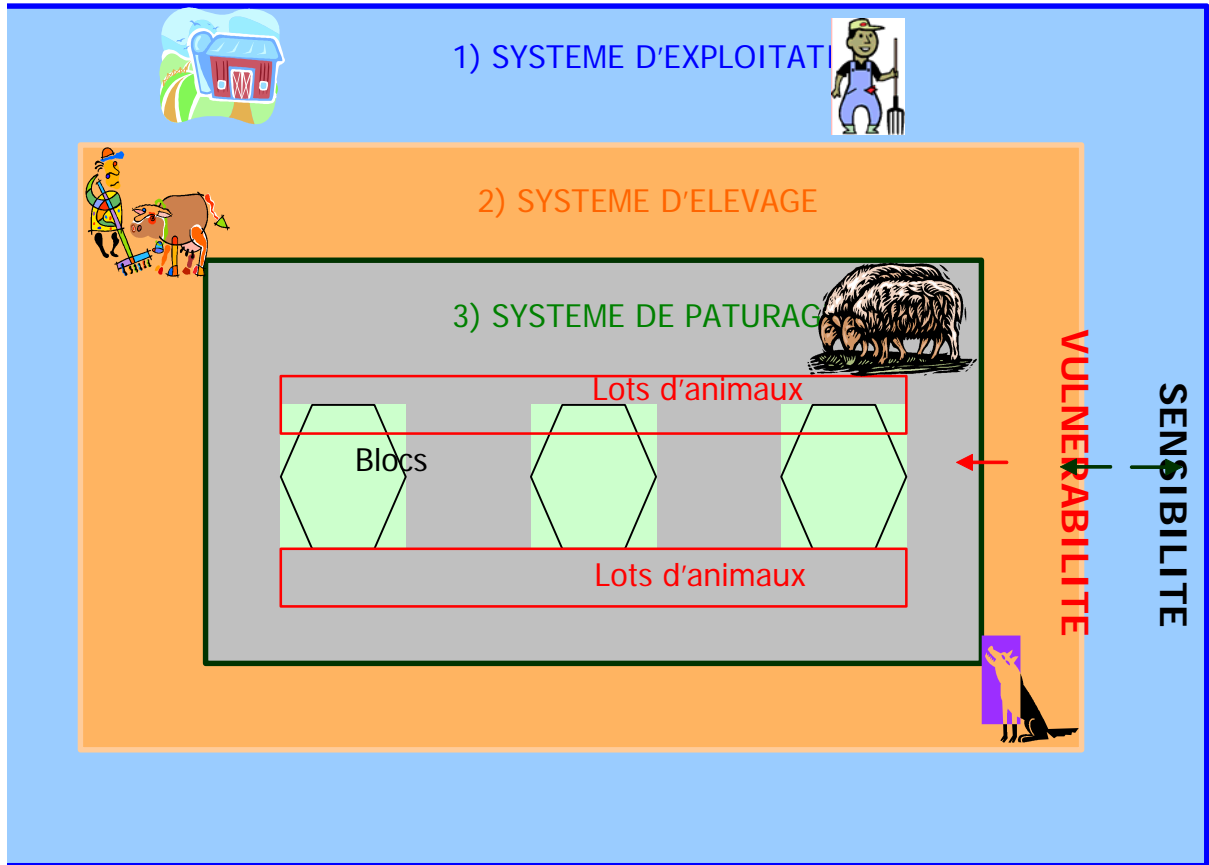 1) SYSTEME D'EXPLOITATI
2) SYSTEME D'ELEVAGE
3) SYSTEME DE PATURAG
Lots d'animaux
Blocs
Lots d'animaux
VULNERABILITE
SENSIBILITE